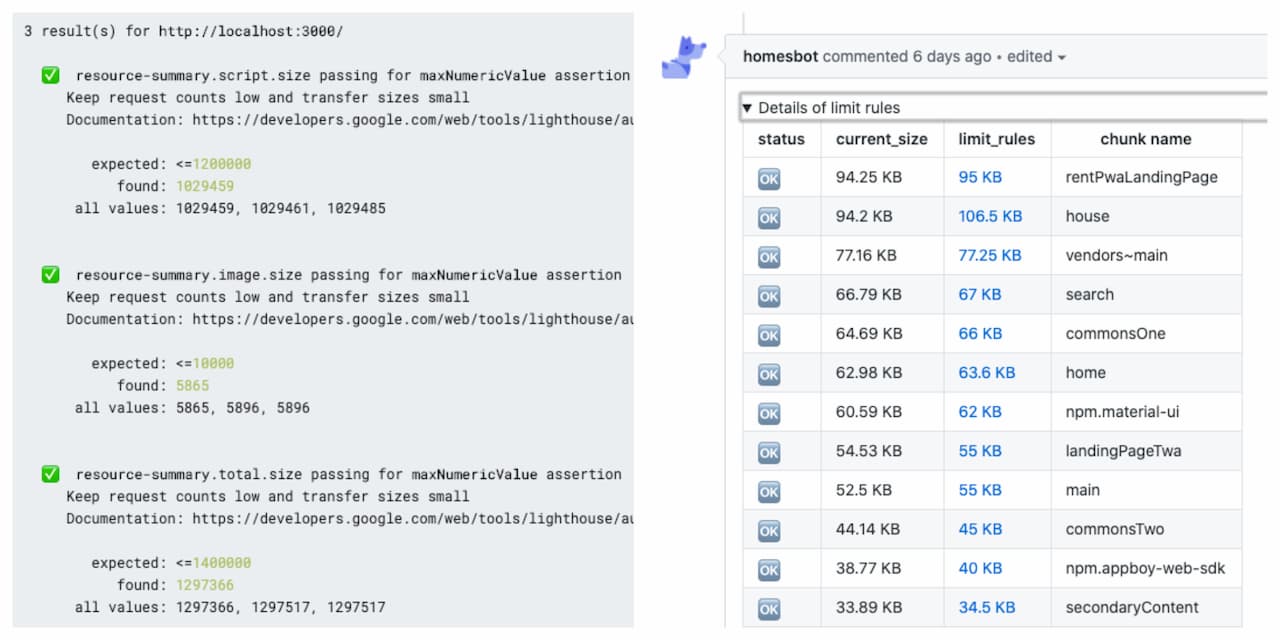 3 result(s) for http://localhost:3000/
✅ resource-summary.script.size passing for maxNumericValue assertion
Keep request counts low and transfer sizes small
Documentation: https://developers.google.com/web/tools/lighthouse/au
expected: <=1200000
found: 1029459
all values: 1029459, 1029461, 1029485
✅ resource-summary.image.size passing for maxNumericValue assertion
Keep request counts low and transfer sizes small
Documentation: https://developers.google.com/web/tools/lighthouse/au
expected: <=10000
found: 5865
all values: 5865, 5896, 5896
✅ resource-summary.total.size passing for maxNumericValue assertion
Keep request counts low and transfer sizes small
Documentation: https://developers.google.com/web/tools/lighthouse/au
expected: <=1400000
found: 1297366
all values: 1297366, 1297517, 1297517
homesbot commented 6 days ago • edited
▼ Details of limit rules
status current_size limit_rules chunk name
OK 94.25 KB 95 KB rentPwaLandingPage
OK 94.2 KB 106.5 KB house
OK 77.16 KB 77.25 KB vendors~main
OK 66.79 KB 67 KB search
OK 64.69 KB 66 KB commonsOne
OK 62.98 KB 63.6 KB home
OK 60.59 KB 62 KB npm.material-ui
OK 54.53 KB 55 KB landingPageTwa
OK 52.5 KB 55 KB main
OK 44.14 KB 45 KB commonsTwo
OK 38.77 KB 40 KB npm.appboy-web-sdk
OK 33.89 KB 34.5 KB secondaryContent